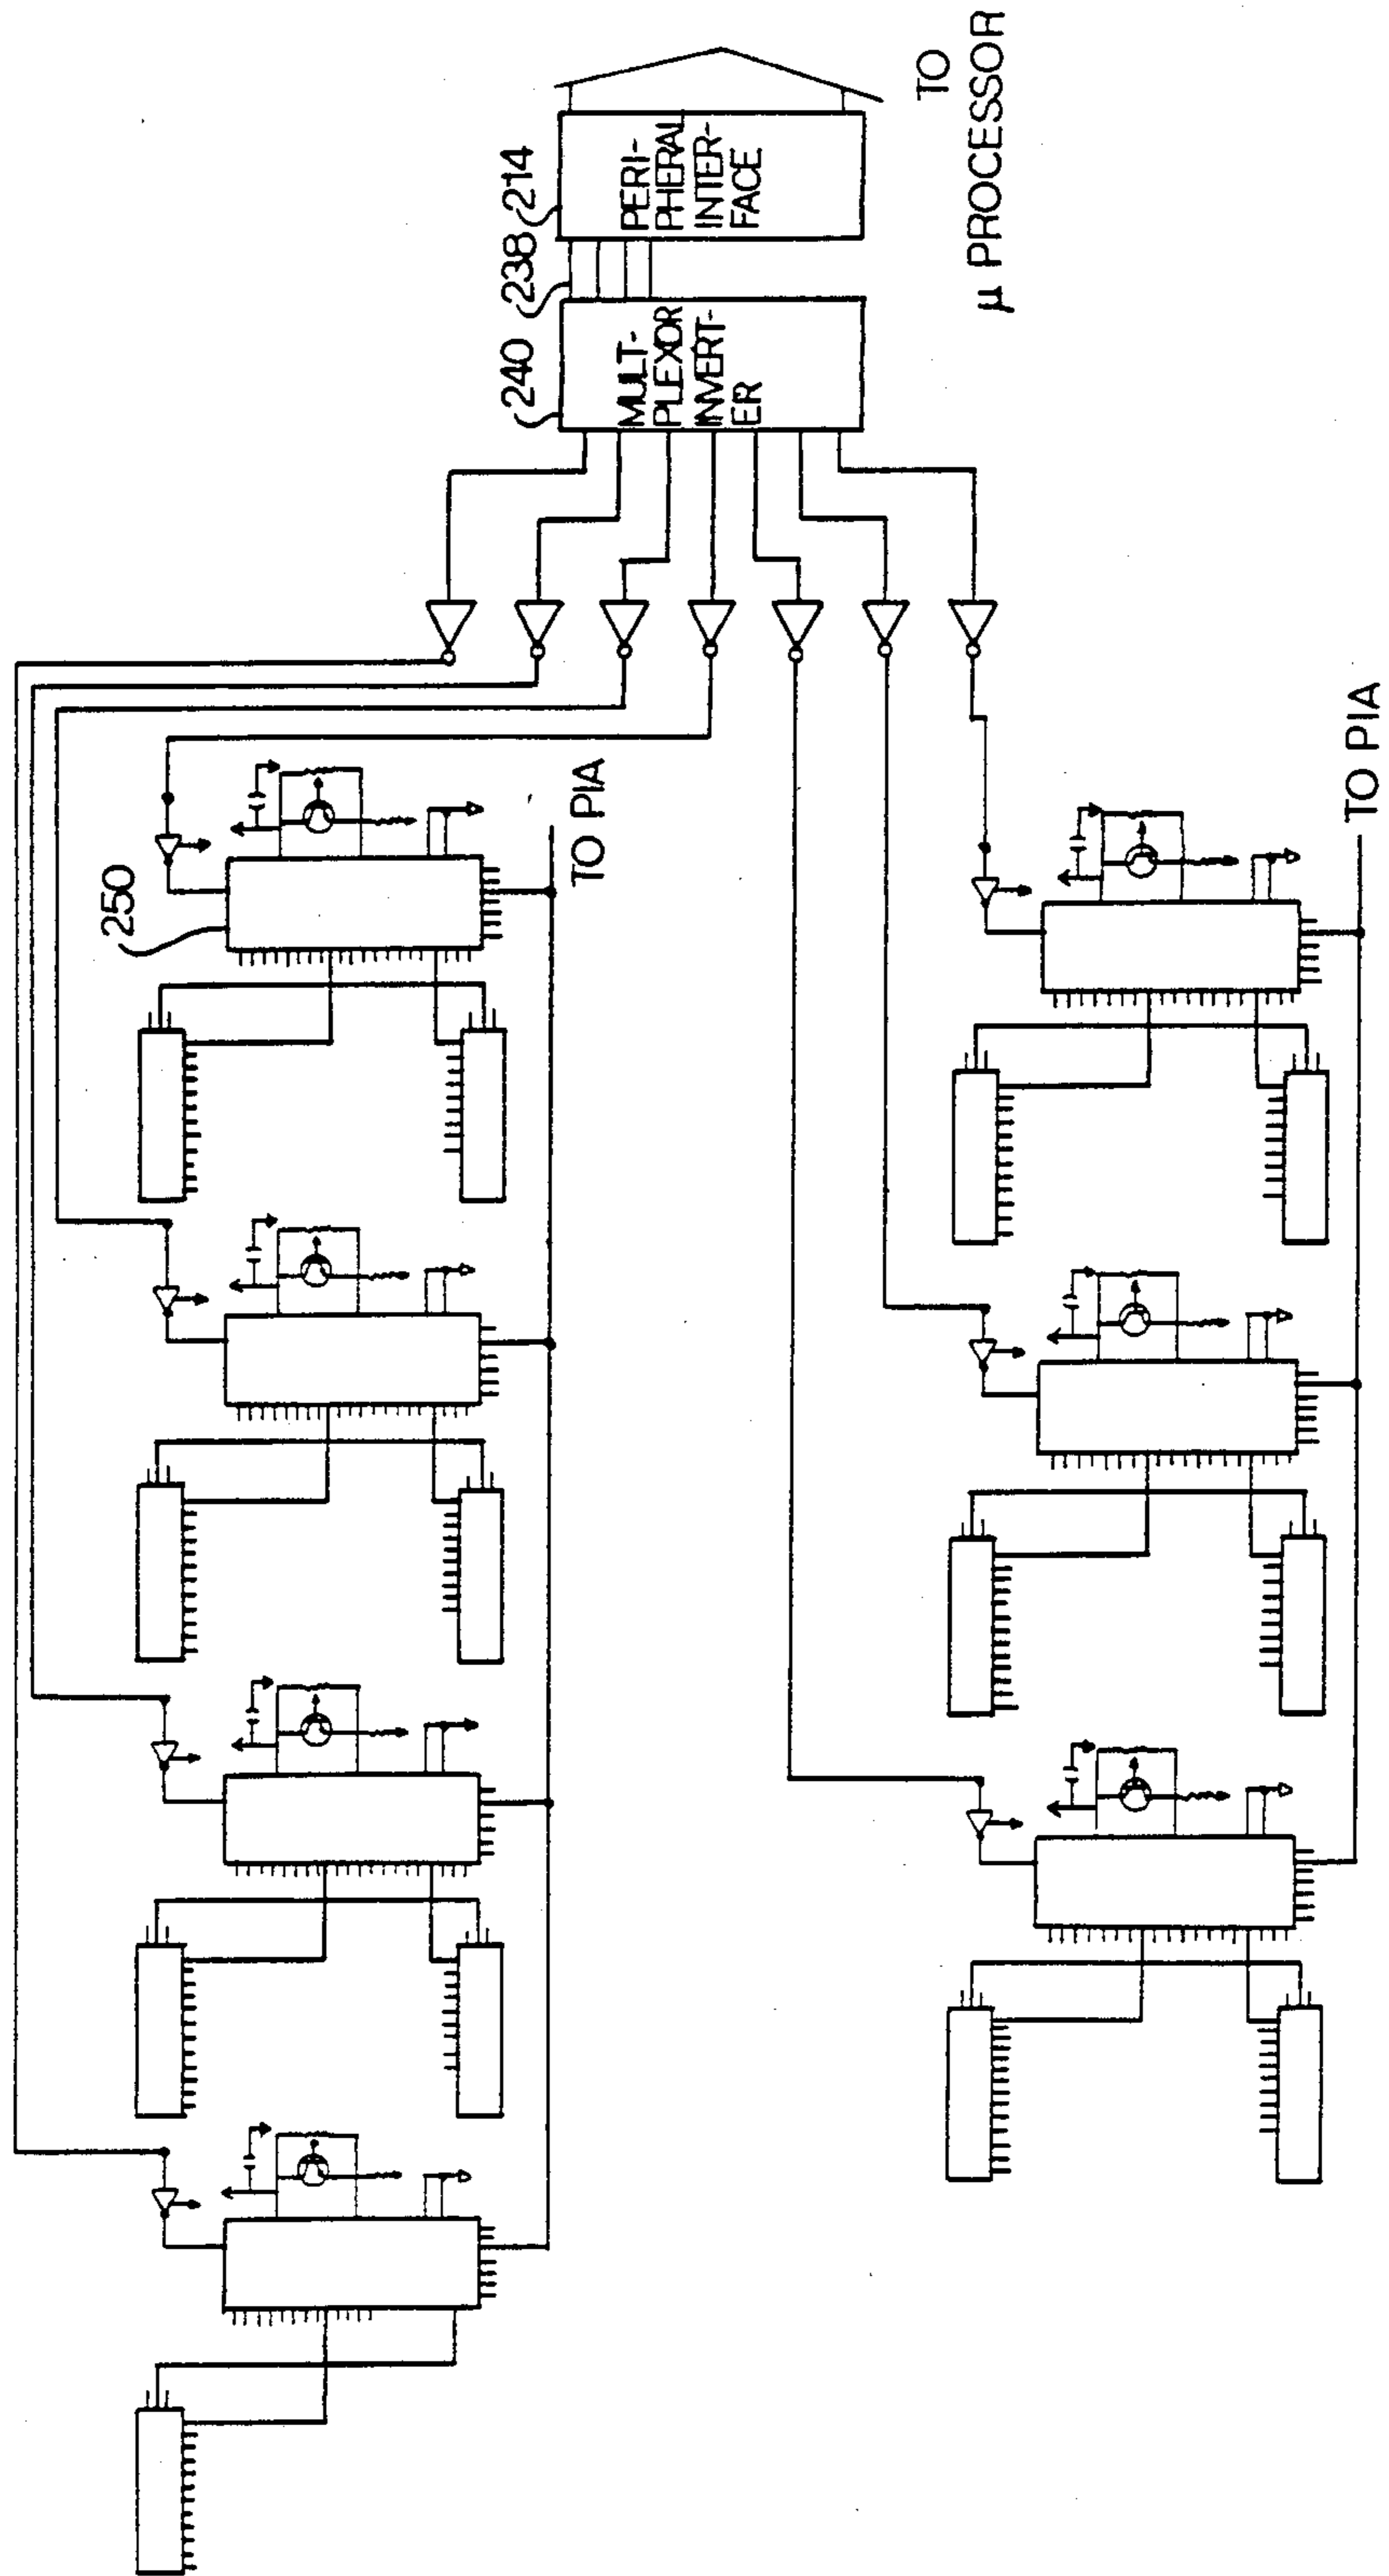 240
238
214
MULT-
PLEXOR
INVERT-
ER
PERI-
PHERAL
INTER-
FACE
TO
μ PROCESSOR
250
TO PIA
TO PIA